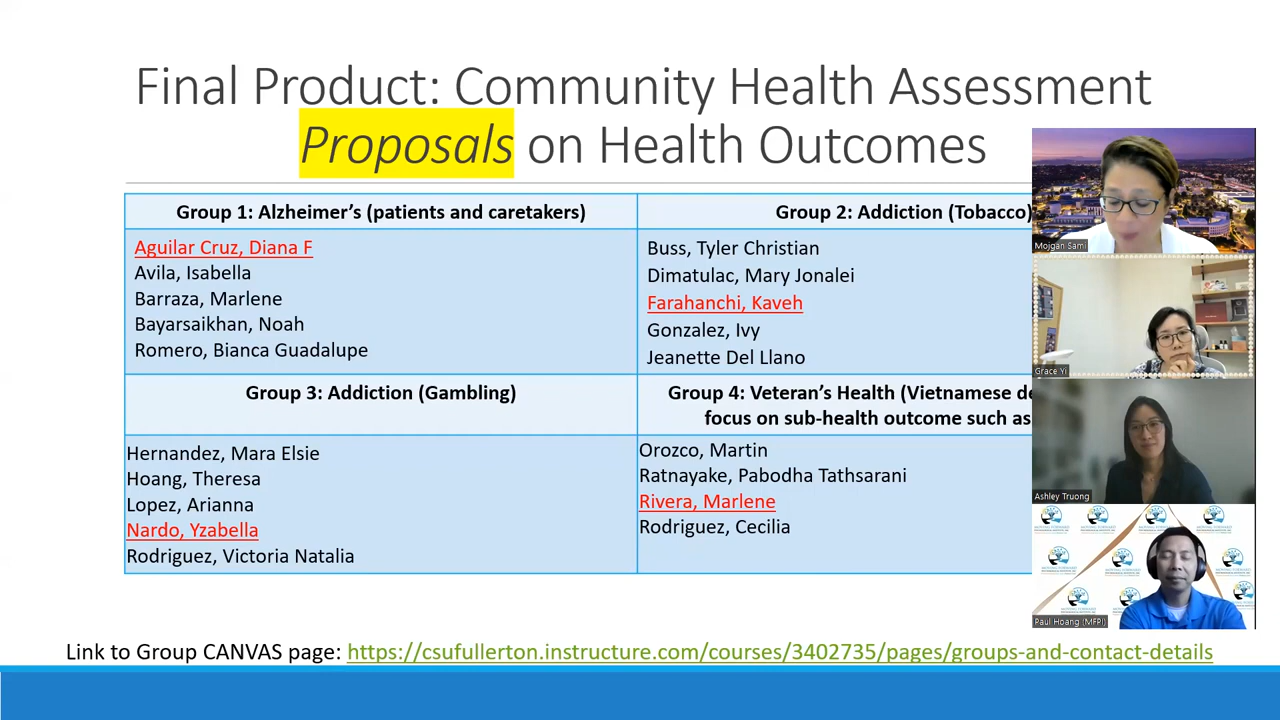 Final Product: Community Health Assessment
Proposals on Health Outcomes
Group 1: Alzheimer's (patients and caretakers)
Group 2: Addiction (Tobacco)
Aguilar Cruz, Diana F
Avila, Isabella
Barraza, Marlene
Bayarsaikhan, Noah
Romero, Bianca Guadalupe
Buss, Tyler Christian
Dimatulac, Mary Jonalei
Farahanchi, Kaveh
Gonzalez, Ivy
Jeanette Del Llano
Group 3: Addiction (Gambling)
Group 4: Veteran's Health (Vietnamese de
focus on sub-health outcome such as
Hernandez, Mara Elsie
Hoang, Theresa
Lopez, Arianna
Nardo, Yzabella
Rodriguez, Victoria Natalia
Orozco, Martin
Ratnayake, Pabodha Tathsarani
Rivera, Marlene
Rodriguez, Cecilia
Mojgan Sami
Grace Yi
Ashley Truong
Paul Hoang (MFPI)
Link to Group CANVAS page: https://csufullerton.instructure.com/courses/3402735/pages/groups-and-contact-details